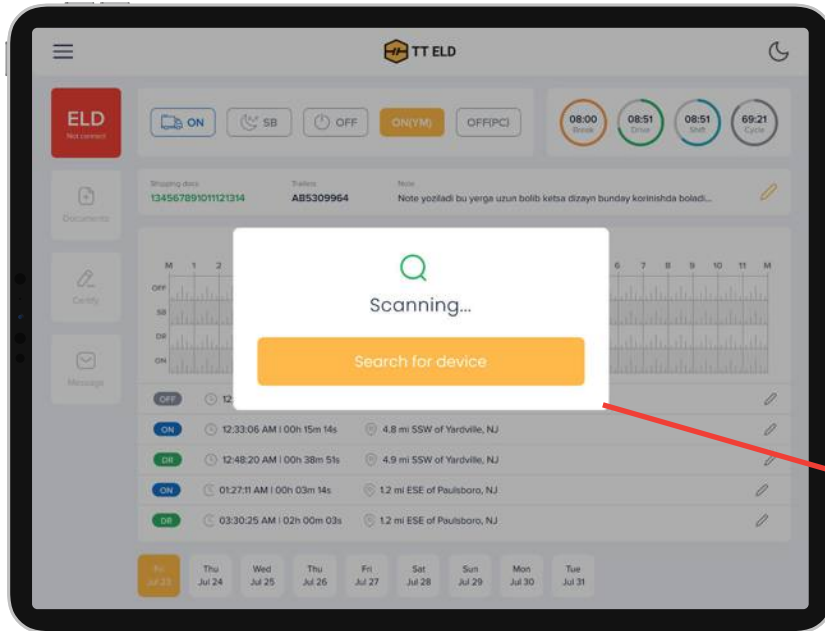 TT ELD
ELD
Not connect
ON
SB
OFF
ON(YM)
OFF(PC)
08:00
Break
08:51
Drive
08:51
Shift
69:21
Cycle
Documents
Certify
Message
Shipping docs
134567891011121314
Trailers
AB5309964
Note
Note yoziladi bu yerga uzun bolib ketsa dizayn bunday korinishda boladi...
M 1 2 6 7 8 9 10 11 M
OFF
SB
DR
ON
Scanning...
Search for device
OFF 12
ON 12:33:06 AM I 00h 15m 14s 4.8 mi SSW of Yardville, NJ
DR 12:48:20 AM I 00h 38m 51s 4.9 mi SSW of Yardville, NJ
ON 01:27:11 AM I 00h 03m 14s 1.2 mi ESE of Paulsboro, NJ
DR 03:30:25 AM I 02h 00m 03s 1.2 mi ESE of Paulsboro, NJ
Fri Thu Wed Thu Fri Sat Sun Mon Tue
Jul 23 Jul 24 Jul 25 Jul 26 Jul 27 Jul 28 Jul 29 Jul 30 Jul 31